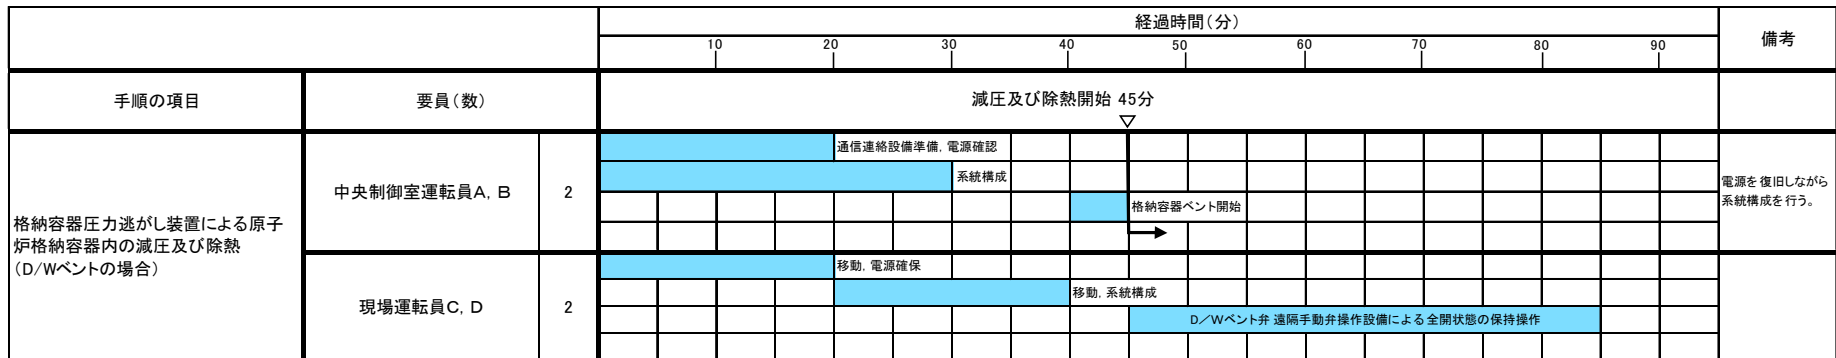 経過時間(分)
備考
10 20 30 40 50 60 70 80 90
手順の項目
要員(数)
減圧及び除熱開始 45分
▽
格納容器圧力逃がし装置による原子
炉格納容器内の減圧及び除熱
(D/Wベントの場合)
中央制御室運転員A, B
2
通信連絡設備準備, 電源確認
系統構成
格納容器ベント開始
電源を復旧しながら
系統構成を行う。
現場運転員C, D
2
移動, 電源確保
移動, 系統構成
D/Wベント弁 遠隔手動弁操作設備による全開状態の保持操作